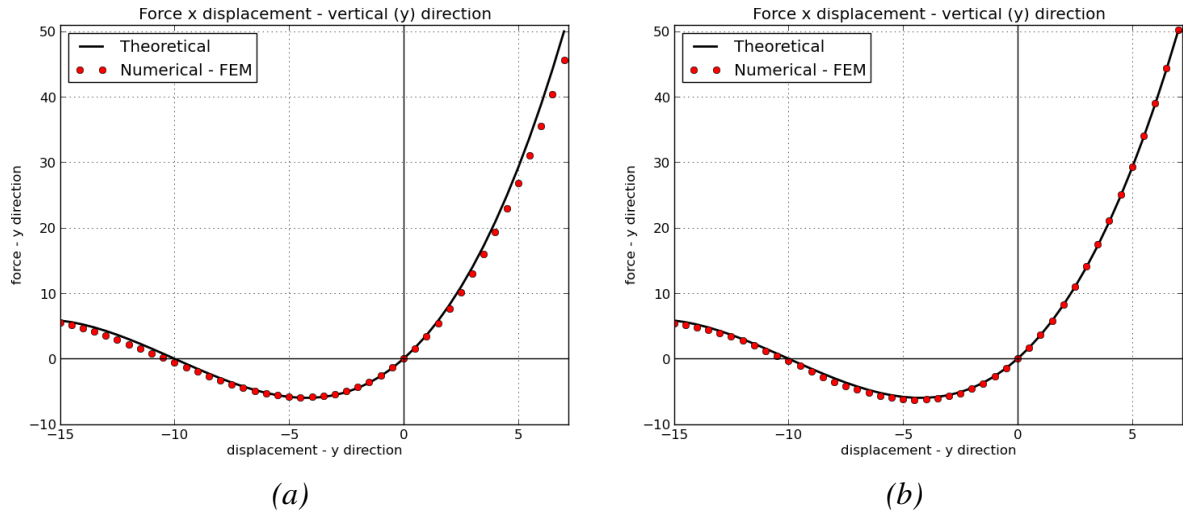 Force x displacement - vertical (y) direction
Theoretical
Numerical - FEM
50
40
30
20
10
0
−10
−15
−10
−5
0
5
force - y direction
displacement - y direction
(a)
Force x displacement - vertical (y) direction
Theoretical
Numerical - FEM
50
40
30
20
10
0
−10
−15
−10
−5
0
5
force - y direction
displacement - y direction
(b)